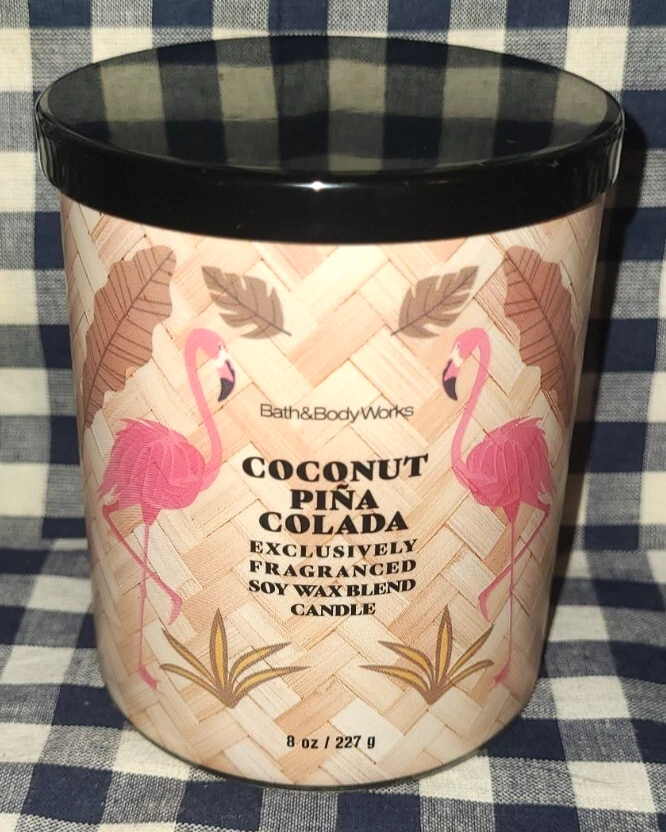 Bath&BodyWorks
COCONUT
PIÑA
COLADA
EXCLUSIVELY
FRAGRANCED
SOY WAX BLEND
CANDLE
8 oz / 227 g